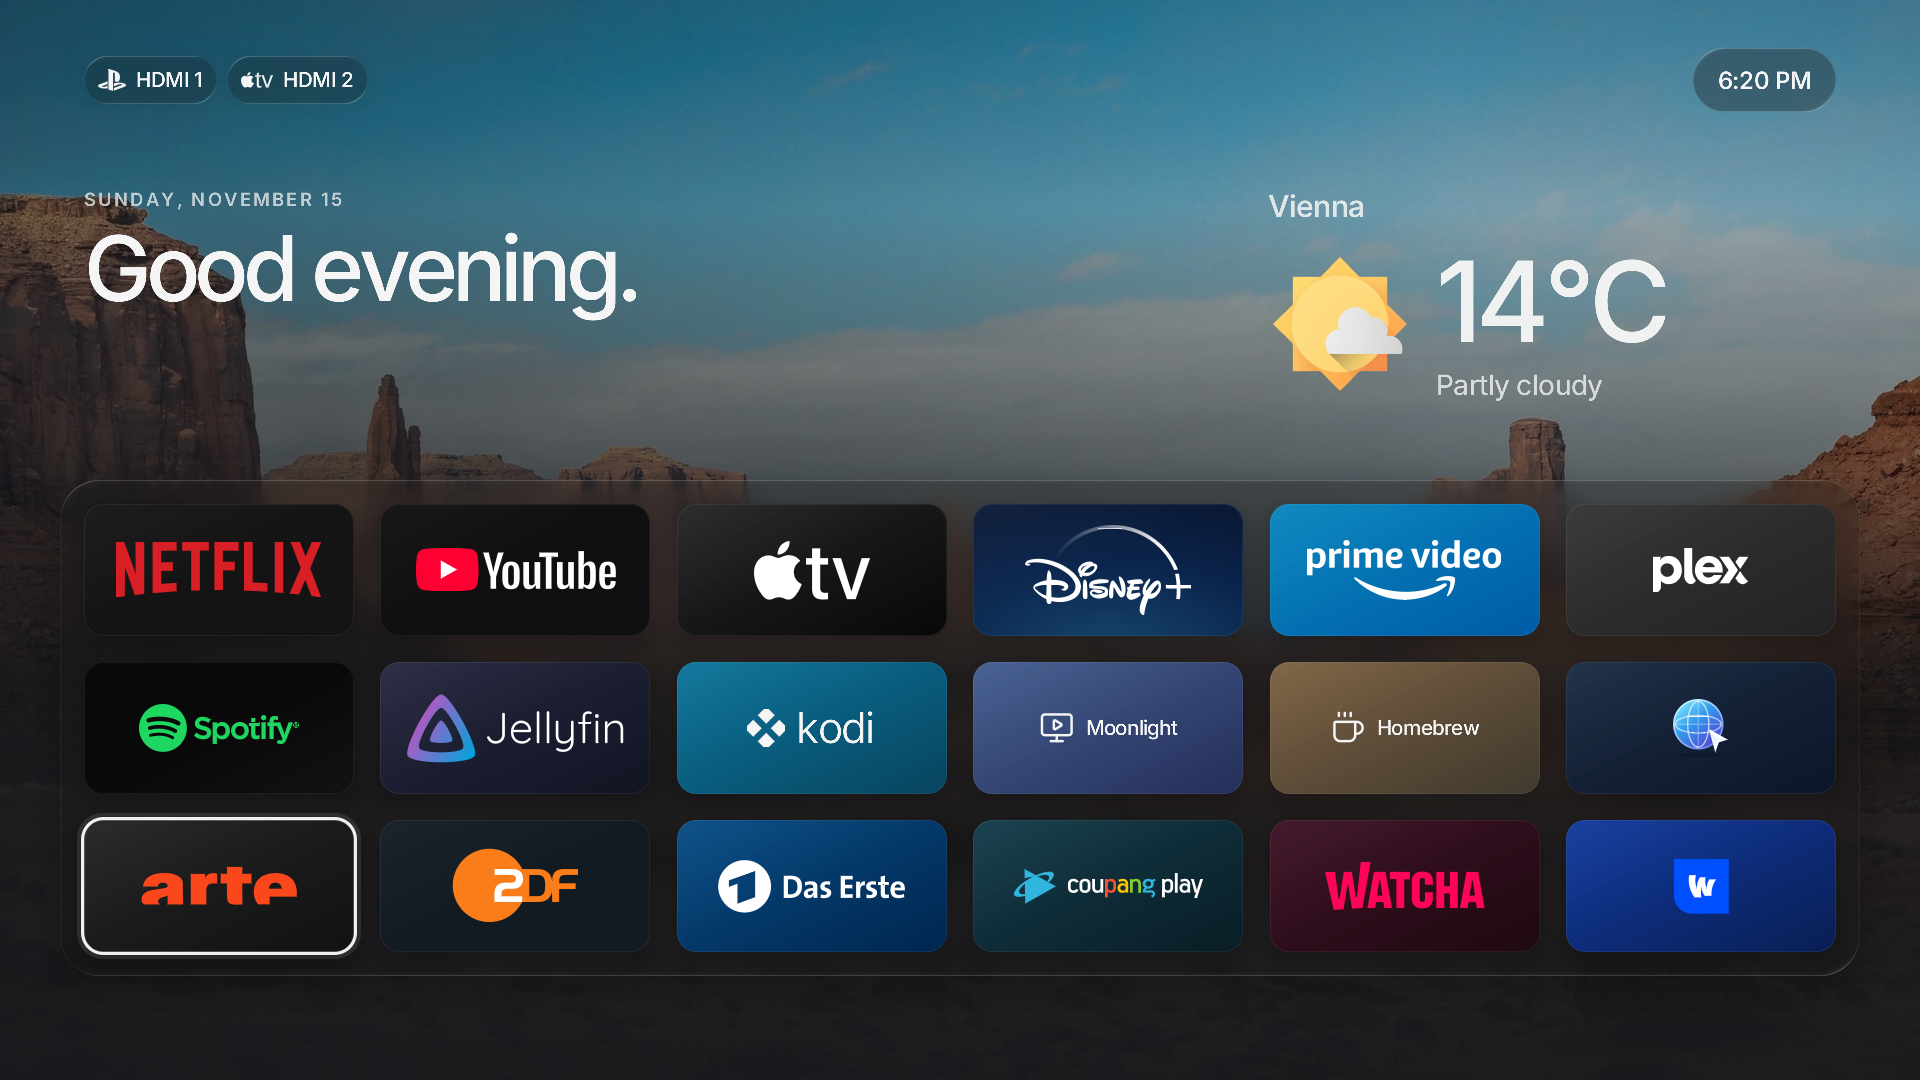 HDMI 1
tv HDMI 2
6:20 PM
SUNDAY, NOVEMBER 15
Good evening.
Vienna
14°C
Partly cloudy
NETFLIX
YouTube
tv
Disney+
prime video
plex
Spotify
Jellyfin
kodi
Moonlight
Homebrew
arte
2DF
Das Erste
coupang play
WATCHA
W